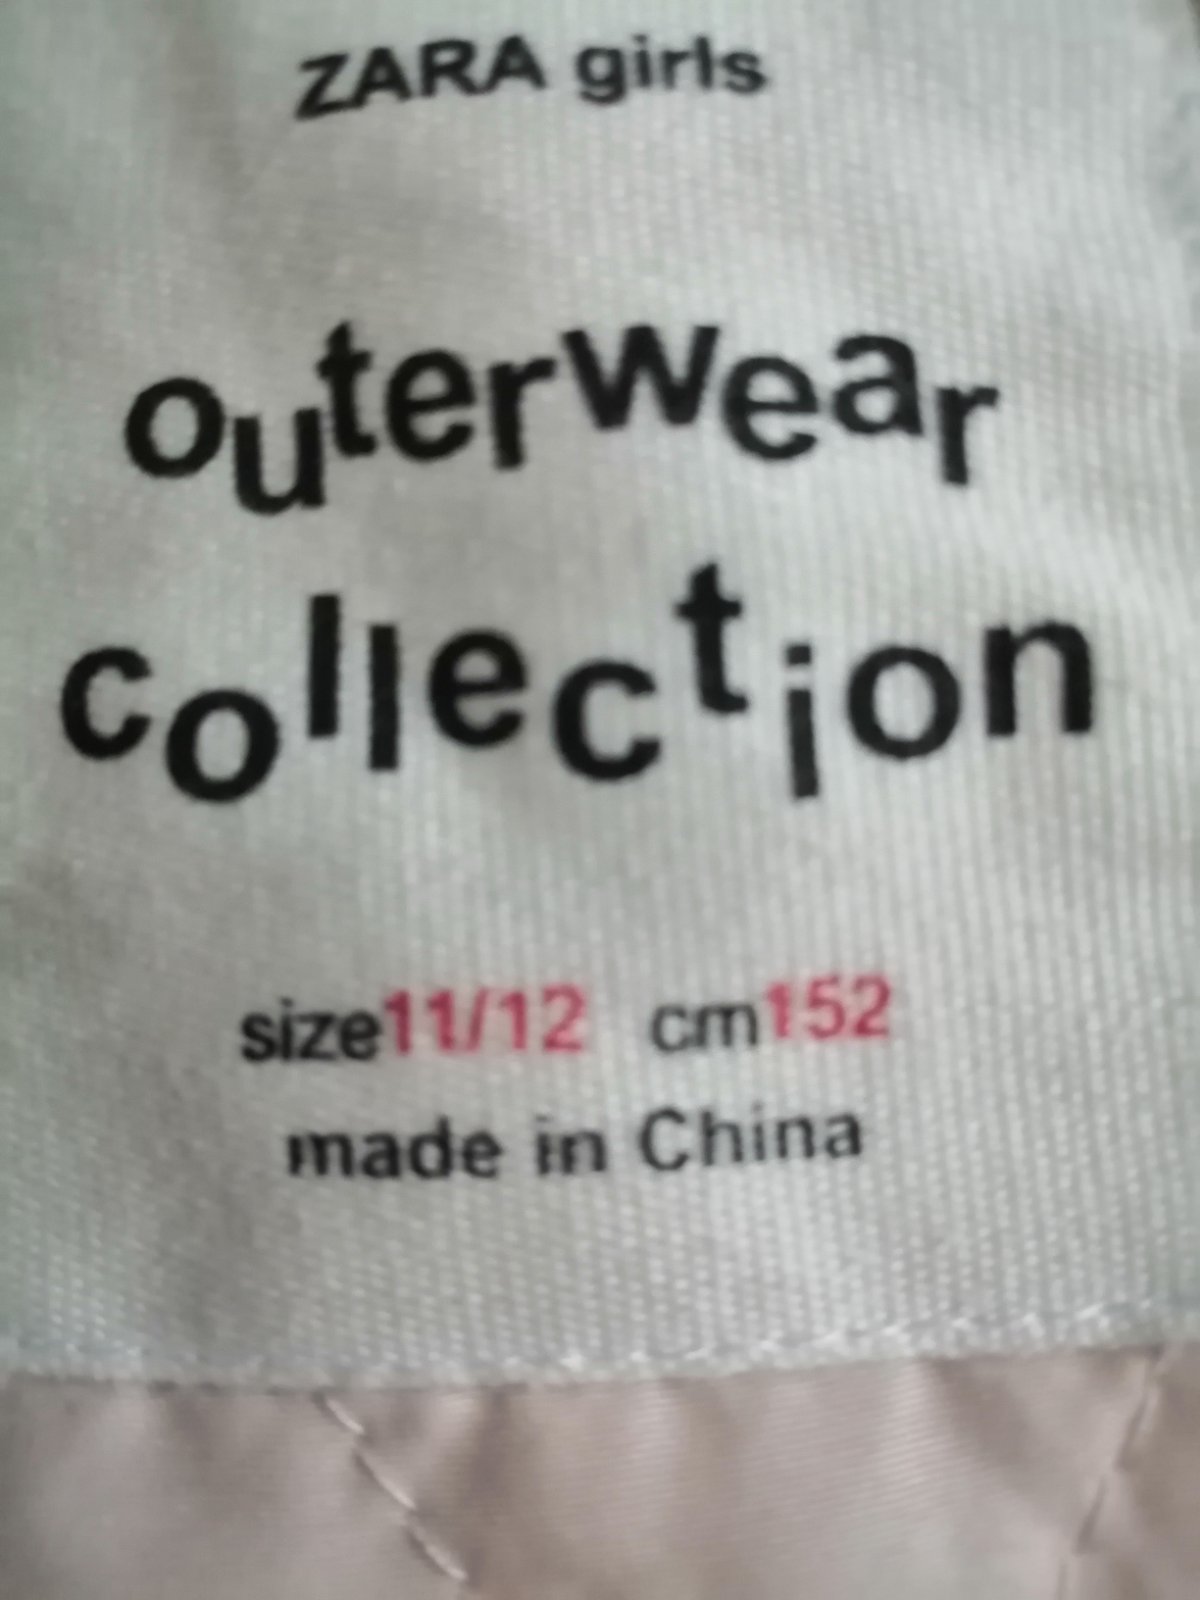 ZARA girls
outerwear
collection
size11/12 cm152
made in China